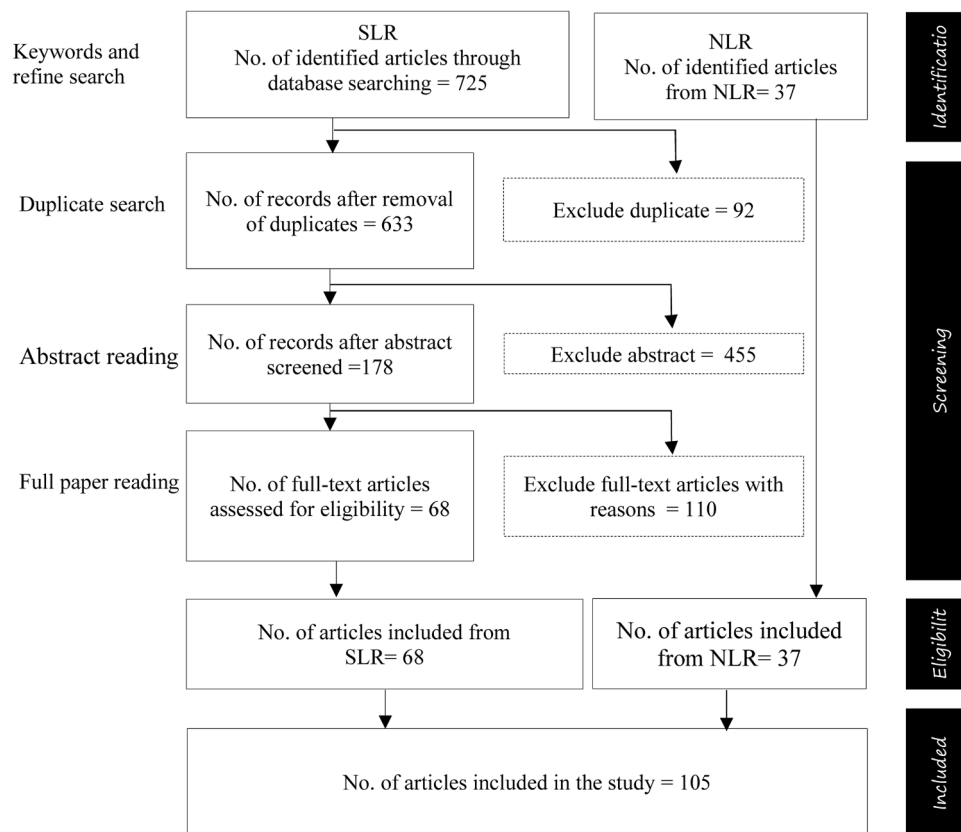 Keywords and
refine search
SLR
No. of identified articles through
database searching = 725
NLR
No. of identified articles
from NLR= 37
Identificatio
Duplicate search
No. of records after removal
of duplicates = 633
Exclude duplicate = 92
Abstract reading
No. of records after abstract
screened =178
Exclude abstract = 455
Screening
Full paper reading
No. of full-text articles
assessed for eligibility = 68
Exclude full-text articles with
reasons = 110
No. of articles included from
SLR= 68
No. of articles included
from NLR= 37
Eligibilit
No. of articles included in the study = 105
Included